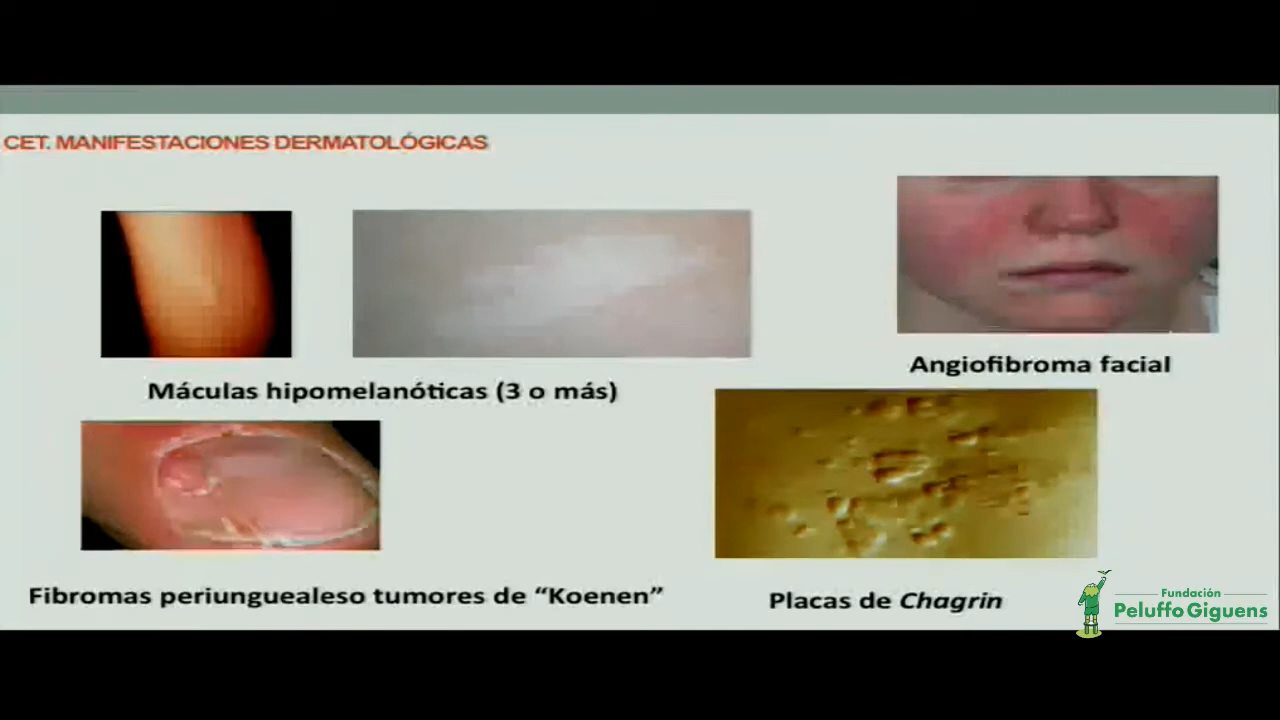 CET. MANIFESTACIONES DERMATOLÓGICAS
Angiofibroma facial
Máculas hipomelanóticas (3 o más)
Fibromas periungualeso tumores de “Koenen”
Placas de Chagrin
Fundación
Peluffo Giguens